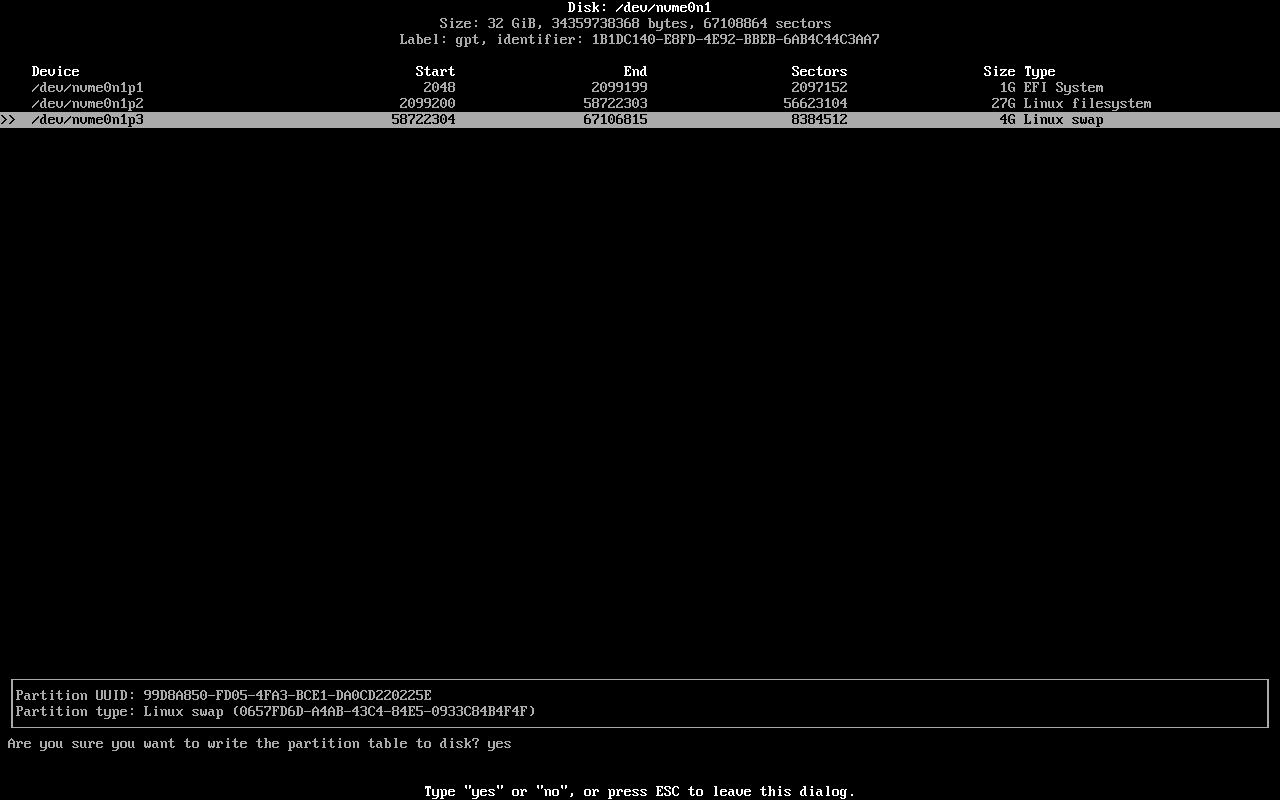 Disk: /dev/nvme0n1
Size: 32 GiB, 34359738368 bytes, 67108864 sectors
Label: gpt, identifier: 1B1DC140-E8FD-4E92-BBEB-6AB4C44C3AA7
Device Start End Sectors Size Type
/dev/nvme0n1p1 2048 2099199 2097152 1G EFI System
/dev/nvme0n1p2 2099200 58722303 56623104 27G Linux filesystem
>> /dev/nvme0n1p3 58722304 67106815 8384512 4G Linux swap
Partition UUID: 99D8A850-FD05-4FA3-BCE1-DA0CD220225E
Partition type: Linux swap (0657FD6D-A4AB-43C4-84E5-0933C84B4F4F)
Are you sure you want to write the partition table to disk? yes
Type "yes" or "no", or press ESC to leave this dialog.